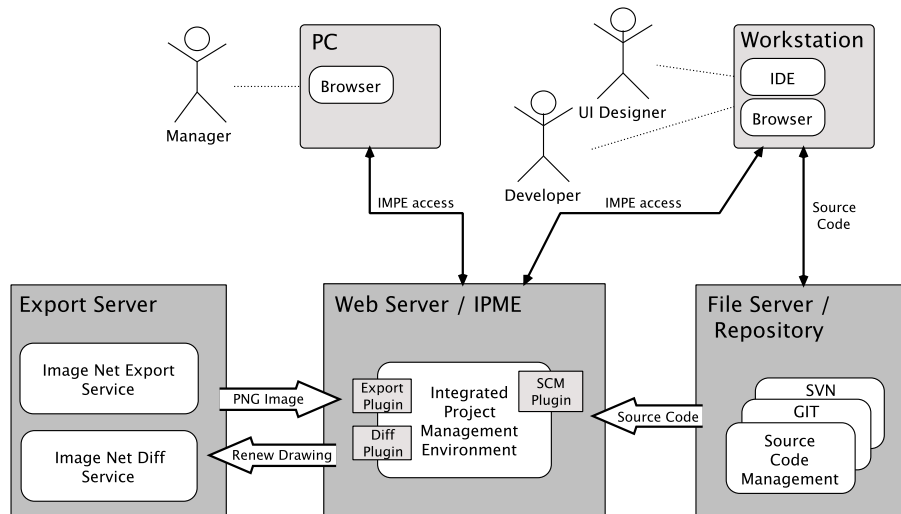 PC
Browser
Manager
UI Designer
Developer
Workstation
IDE
Browser
IMPE access
IMPE access
Source
Code
Export Server
Image Net Export
Service
Image Net Diff
Service
PNG Image
Renew Drawing
Web Server / IPME
Export
Plugin
Diff
Plugin
Integrated
Project
Management
Environment
SCM
Plugin
Source Code
File Server /
Repository
SVN
GIT
Source
Code
Management